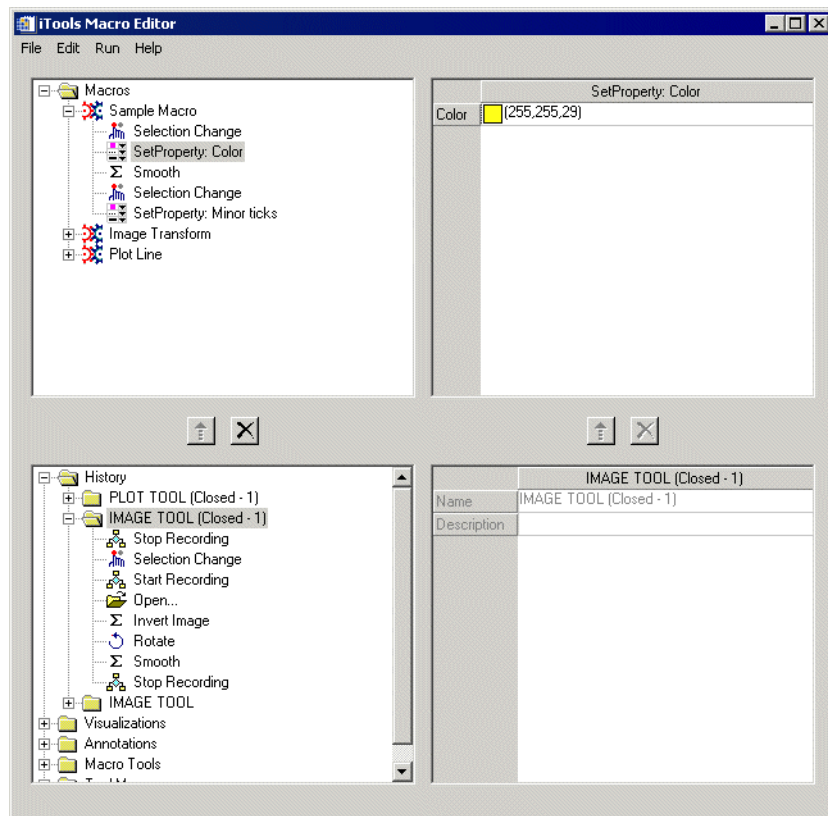 iTools Macro Editor
File Edit Run Help
Macros
Sample Macro
Selection Change
SetProperty: Color
Smooth
Selection Change
SetProperty: Minor ticks
Image Transform
Plot Line
SetProperty: Color
Color (255,255,29)
History
PLOT TOOL (Closed - 1)
IMAGE TOOL (Closed - 1)
Stop Recording
Selection Change
Start Recording
Open...
Invert Image
Rotate
Smooth
Stop Recording
IMAGE TOOL
Visualizations
Annotations
Macro Tools
IMAGE TOOL (Closed - 1)
Name IMAGE TOOL (Closed - 1)
Description